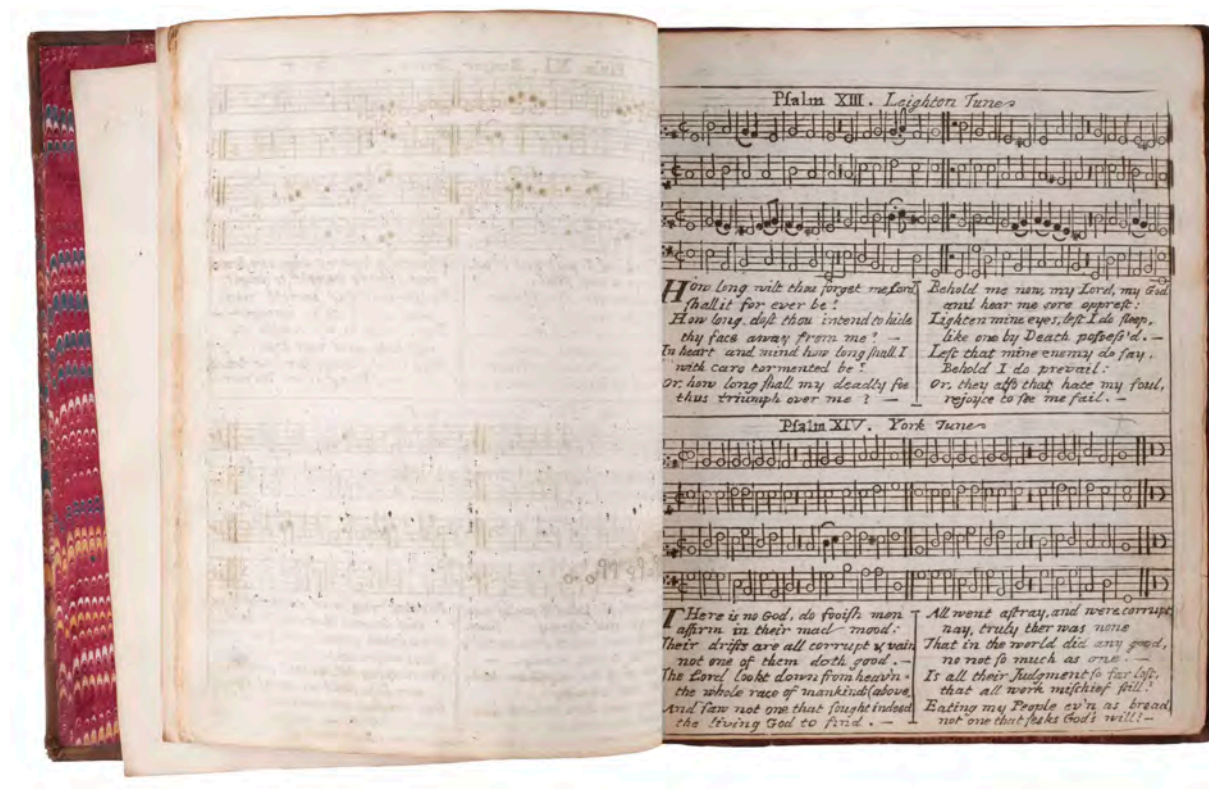 Pſalm XIII. Leighton Tune
How long wilt thou forget me Lord
ſhall it for ever be?
How long doſt thou intend to hide
thy face away from me? —
In heart and mind how long ſhall I
with care tormented be?
Or, how long ſhall my deadly foe
thus triumph over me? —
Behold me now, my Lord, my God
and hear me sore oppreſt:
Lighten mine eyes, leſt I do ſleep,
like one by Death poſſeſs'd. —
Leſt that mine enemy do ſay,
Behold I do prevail:
Or, they alſo that hate my ſoul,
rejoyce to ſee me fail. —
Pſalm XIV. York Tune
THere is no God, do fooiſh men
affirm in their mad mood:
Their drifts are all corrupt & vain
not one of them doth good. —
The Lord lookt down from heav'n
the whole race of mankind (above,
And ſaw not one that ſought indeed
the living God to find. —
All went aſtray, and were corrupt
nay, truly ther was none
That in the world did any good,
no not ſo much as one. —
Is all their Judgment ſo far loſt,
that all work miſchief ſtill?
Eating my People ev'n as bread
not one that ſeeks God's will? —